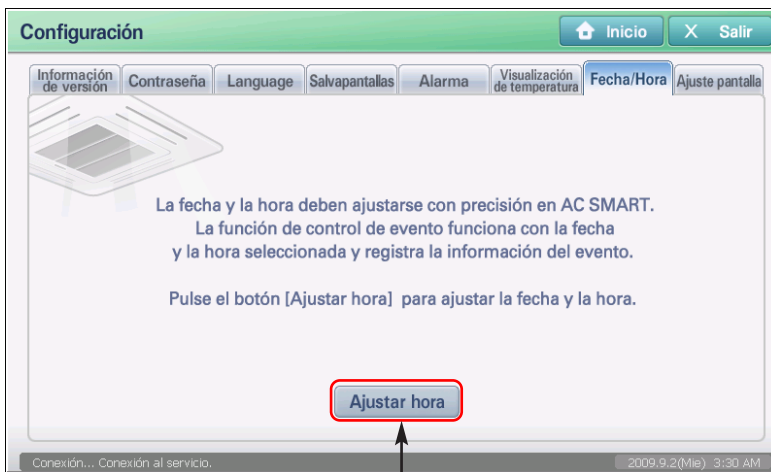 Configuración
Inicio
X Salir
Información
de versión
Contraseña
Language
Salvapantallas
Alarma
Visualización
de temperatura
Fecha/Hora
Ajuste pantalla
La fecha y la hora deben ajustarse con precisión en AC SMART.
La función de control de evento funciona con la fecha
y la hora seleccionada y registra la información del evento.
Pulse el botón [Ajustar hora] para ajustar la fecha y la hora.
Ajustar hora
Conexión... Conexión al servicio.
2009.9.2(Mie) 3:30 AM